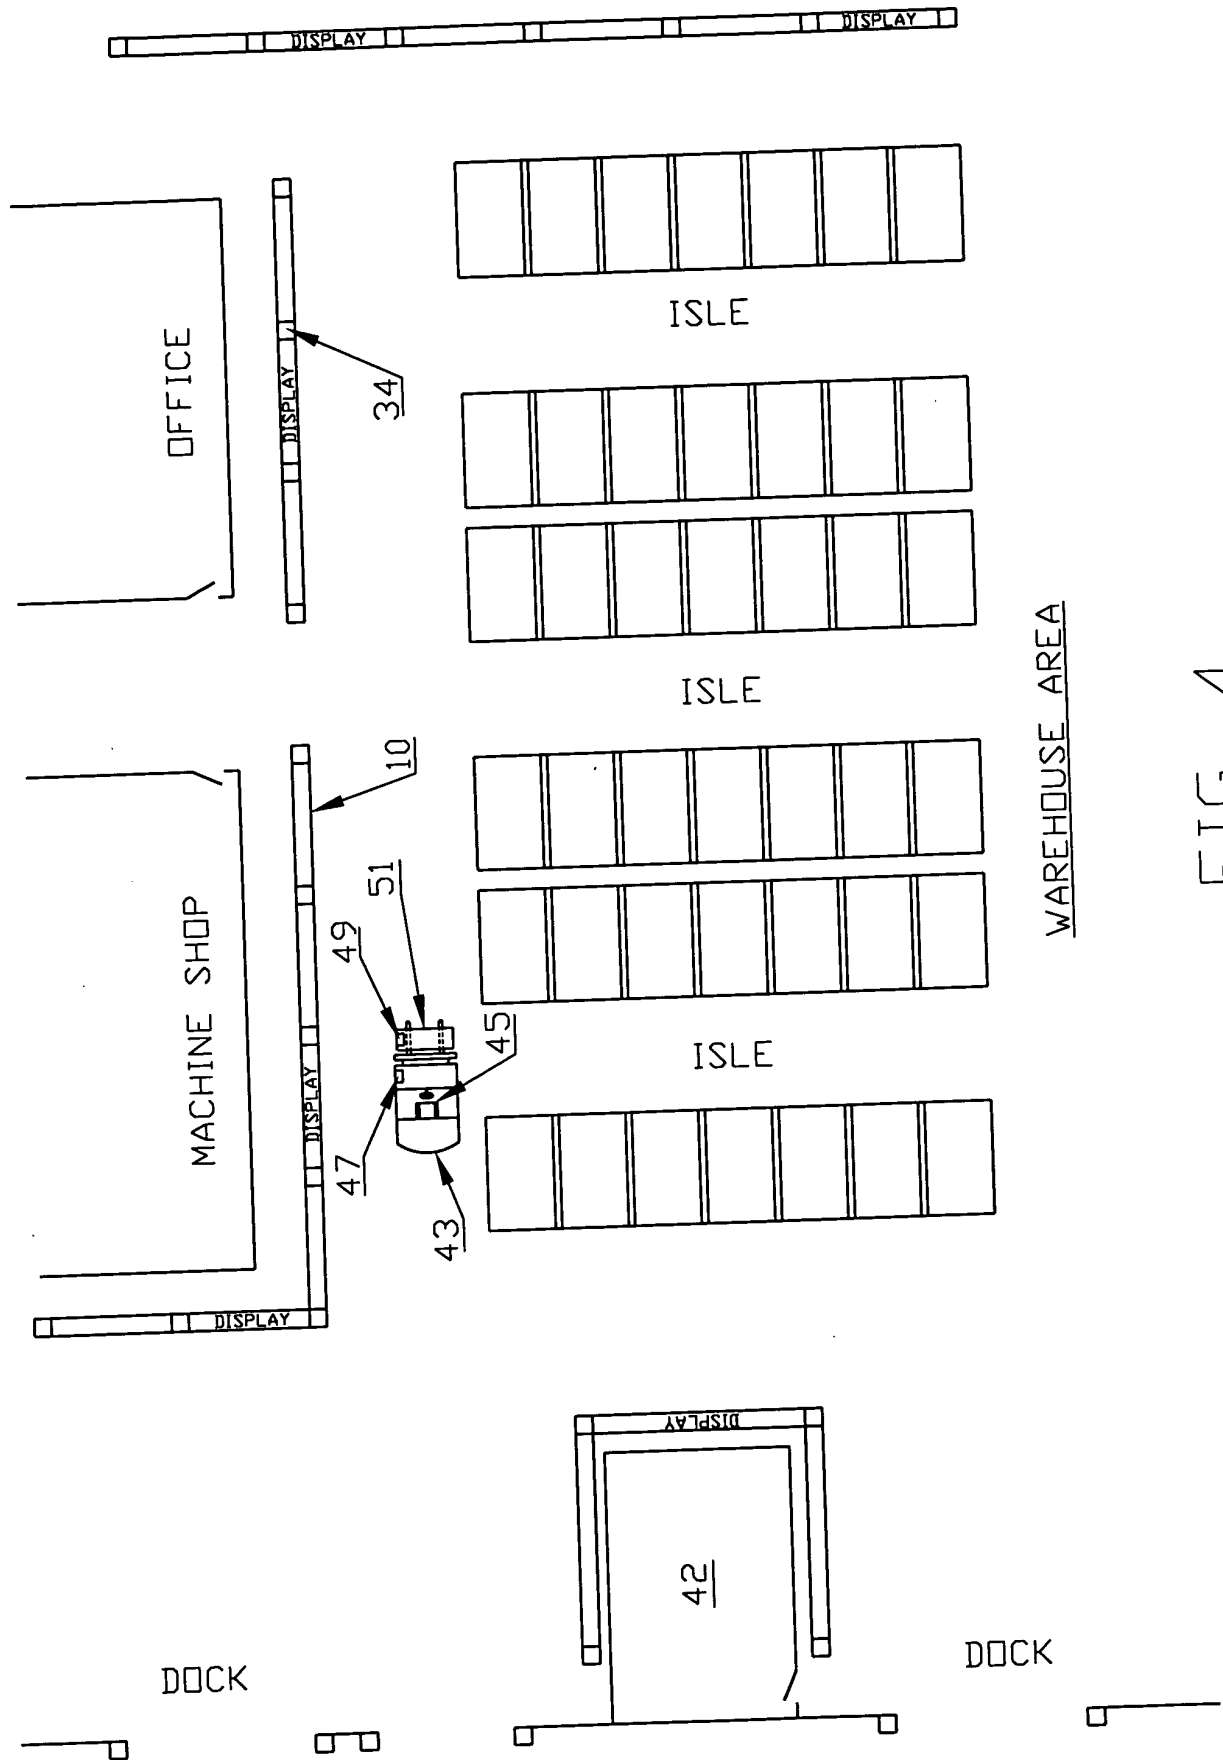 DISPLAY
DISPLAY
OFFICE
DISPLAY
34
ISLE
MACHINE SHOP
10
ISLE
WAREHOUSE AREA
DISPLAY
49
51
47
45
43
ISLE
DISPLAY
DISPLAY
42
DOCK
DOCK